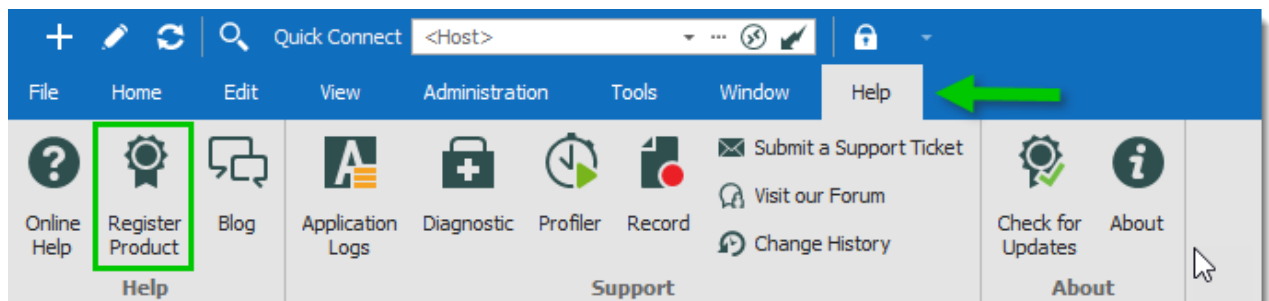 Quick Connect <Host>
File Home Edit View Administration Tools Window Help
Online Help
Register Product
Blog
Application Logs
Diagnostic
Profiler
Record
Submit a Support Ticket
Visit our Forum
Change History
Check for Updates
About
Help Support About